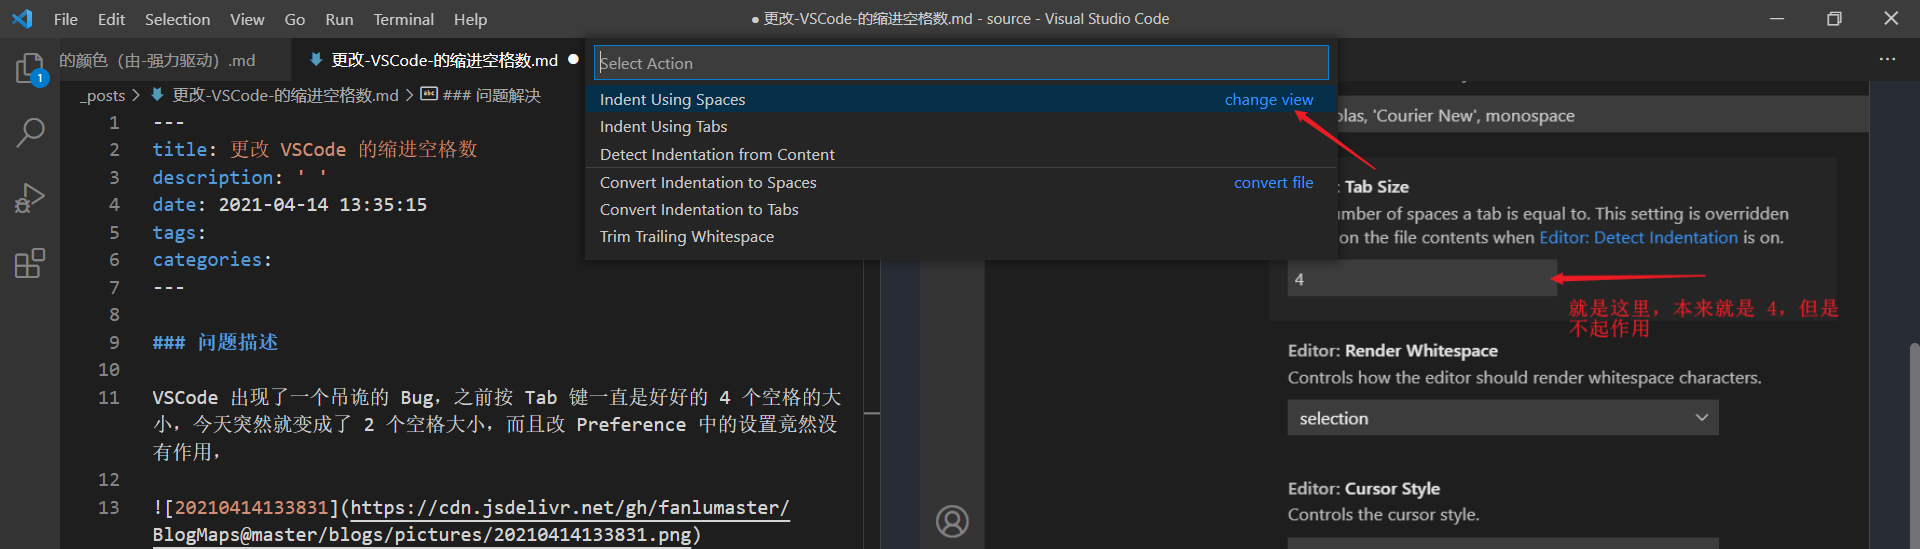 File Edit Selection View Go Run Terminal Help
● 更改-VSCode-的缩进空格数.md - source - Visual Studio Code
的颜色（由-强力驱动）.md
更改-VSCode-的缩进空格数.md ●
_posts > 更改-VSCode-的缩进空格数.md > ### 问题解决
1
1 ---
2 title: 更改 VSCode 的缩进空格数
3 description: ' '
4 date: 2021-04-14 13:35:15
5 tags:
6 categories:
7 ---
8
9 ### 问题描述
10
11 VSCode 出现了一个吊诡的 Bug，之前按 Tab 键一直是好好的 4 个空格的大
小，今天突然就变成了 2 个空格大小，而且改 Preference 中的设置竟然没
有作用，
12
13 ![20210414133831](https://cdn.jsdelivr.net/gh/fanlumaster/
BlogMaps@master/blogs/pictures/20210414133831.png)
Select Action
Indent Using Spaces change view
Indent Using Tabs
Detect Indentation from Content
Convert Indentation to Spaces convert file
Convert Indentation to Tabs
Trim Trailing Whitespace
'Courier New', monospace
: Tab Size
of spaces a tab is equal to. This setting is overridden
on the file contents when Editor: Detect Indentation is on.
4
就是这里，本来就是 4，但是
不起作用
Editor: Render Whitespace
Controls how the editor should render whitespace characters.
selection
Editor: Cursor Style
Controls the cursor style.